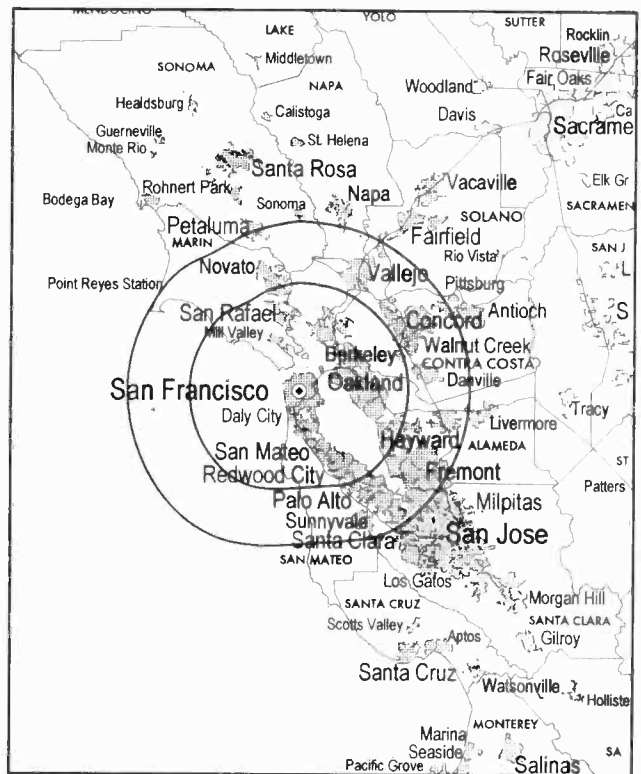 MENDOCINO
LAKE
YOLO
SUTTER
Rocklin
Roseville
Middletown
SONOMA
Fair Oaks
NAPA
Woodland
Healdsburg
Calistoga
Ca
Davis
Sacrame
Guerneville
Monte Rio
St. Helena
Santa Rosa
Elk Gr
Vacaville
Rohnert Park
Napa
Bodega Bay
Sonoma
SOLANO
SACRAMEN
Petaluma
Fairfield
MARIN
Rio Vista
SAN J
Novato
Vallejo
L
Point Reyes Station
Pittsburg
San Rafael
Antioch
S
Concord
Mill Valley
Walnut Creek
Berkeley
CONTRA COSTA
Oakland
Danville
San Francisco
Daly City
Tracy
Livermore
Hayward
ALAMEDA
San Mateo
ST
Redwood City
Fremont
Patters
Palo Alto
Milpitas
Sunnyvale
San Jose
Santa Clara
SAN MATEO
Los Gatos
Morgan Hill
SANTA CRUZ
SANTA CLARA
Scotts Valley
Aptos
Gilroy
Santa Cruz
Watsonville
Holliste
MONTEREY
Marina
Seaside
SA
Pacific Grove
Salinas